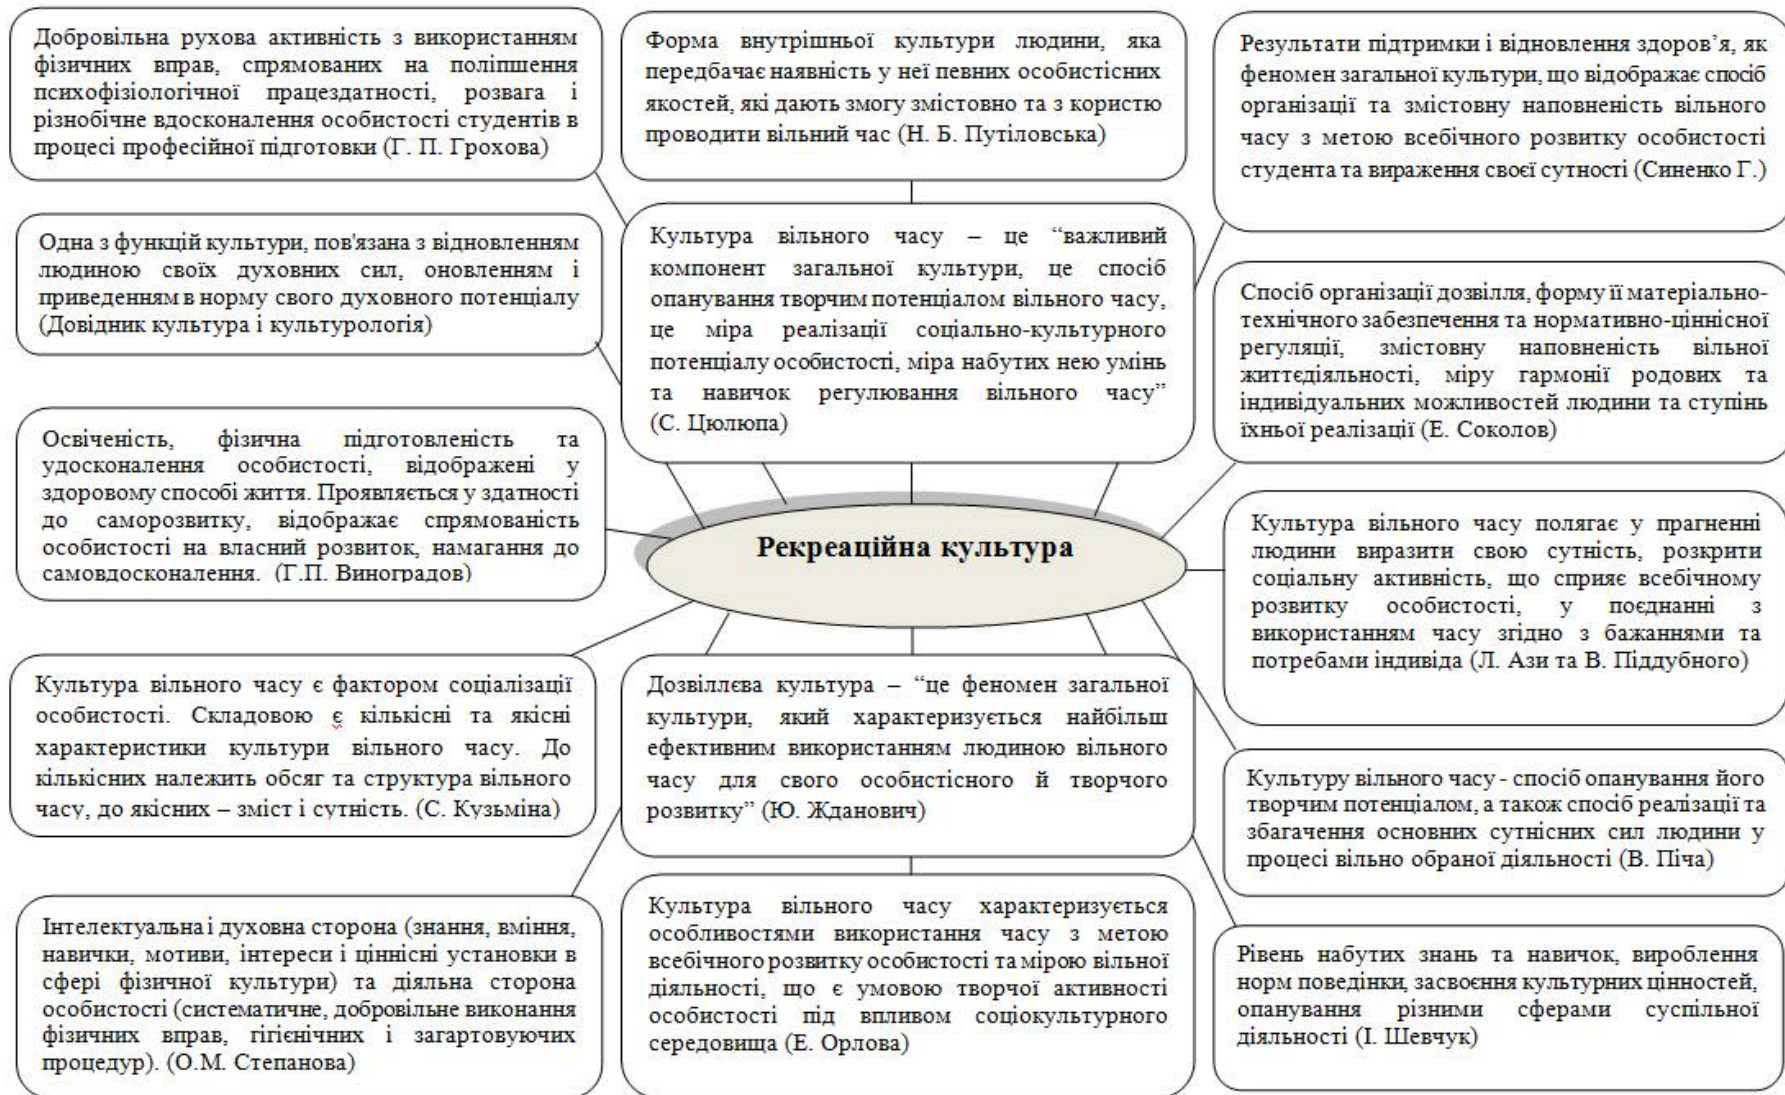 Добровільна рухова активність з використанням
фізичних вправ, спрямованих на поліпшення
психофізіологічної працездатності, розвага і
різнобічне вдосконалення особистості студентів в
процесі професійної підготовки (Г. П. Грохова)
Форма внутрішньої культури людини, яка
передбачає наявність у неї певних особистісних
якостей, які дають змогу змістовно та з користю
проводити вільний час (Н. Б. Путіловська)
Результати підтримки і відновлення здоров’я, як
феномен загальної культури, що відображає спосіб
організації та змістовну наповненість вільного
часу з метою всебічного розвитку особистості
студента та вираження своєї сутності (Синенко Г.)
Одна з функцій культури, пов'язана з відновленням
людиною своїх духовних сил, оновленням і
приведенням в норму свого духовного потенціалу
(Довідник культура і культурологія)
Культура вільного часу – це “важливий
компонент загальної культури, це спосіб
опанування творчим потенціалом вільного часу,
це міра реалізації соціально-культурного
потенціалу особистості, міра набутих нею умінь
та навичок регулювання вільного часу”
(С. Цюлюпа)
Спосіб організації дозвілля, форму її матеріально-
технічного забезпечення та нормативно-ціннісної
регуляції, змістовну наповненість вільної
життєдіяльності, міру гармонії родових та
індивідуальних можливостей людини та ступінь
їхньої реалізації (Е. Соколов)
Освіченість, фізична підготовленість та
удосконалення особистості, відображені у
здоровому способі життя. Проявляється у здатності
до саморозвитку, відображає спрямованість
особистості на власний розвиток, намагання до
самовдосконалення. (Г.П. Виноградов)
Рекреаційна культура
Культура вільного часу полягає у прагненні
людини виразити свою сутність, розкрити
соціальну активність, що сприяє всебічному
розвитку особистості, у поєднанні з
використанням часу згідно з бажаннями та
потребами індивіда (Л. Ази та В. Піддубного)
Культура вільного часу є фактором соціалізації
особистості. Складовою є кількісні та якісні
характеристики культури вільного часу. До
кількісних належить обсяг та структура вільного
часу, до якісних – зміст і сутність. (С. Кузьміна)
Дозвіллєва культура – “це феномен загальної
культури, який характеризується найбільш
ефективним використанням людиною вільного
часу для свого особистісного й творчого
розвитку” (Ю. Жданович)
Культуру вільного часу - спосіб опанування його
творчим потенціалом, а також спосіб реалізації та
збагачення основних сутнісних сил людини у
процесі вільно обраної діяльності (В. Піча)
Інтелектуальна і духовна сторона (знання, вміння,
навички, мотиви, інтереси і ціннісні установки в
сфері фізичної культури) та діяльна сторона
особистості (систематичне, добровільне виконання
фізичних вправ, гігієнічних і загартовуючих
процедур). (О.М. Степанова)
Культура вільного часу характеризується
особливостями використання часу з метою
всебічного розвитку особистості та мірою вільної
діяльності, що є умовою творчої активності
особистості під впливом соціокультурного
середовища (Е. Орлова)
Рівень набутих знань та навичок, вироблення
норм поведінки, засвоєння культурних цінностей,
опанування різними сферами суспільної
діяльності (І. Шевчук)